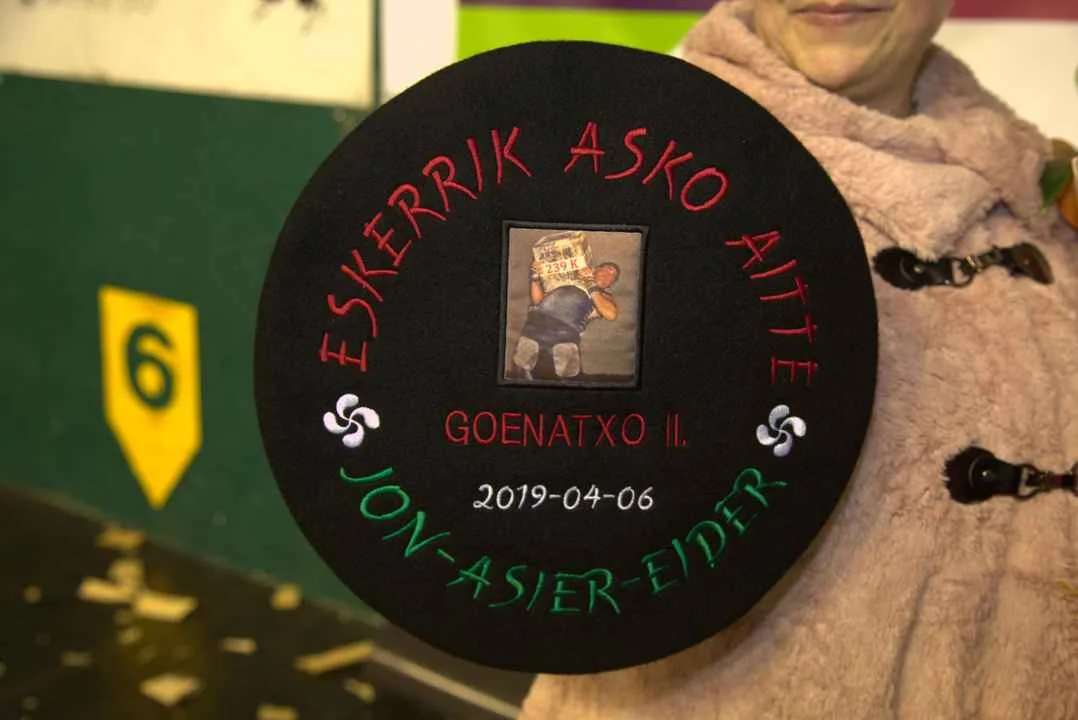 ESKERRIK ASKO AITTE
239 K
GOENATXO II.
2019-04-06
JON-ASIER-EIDER
6